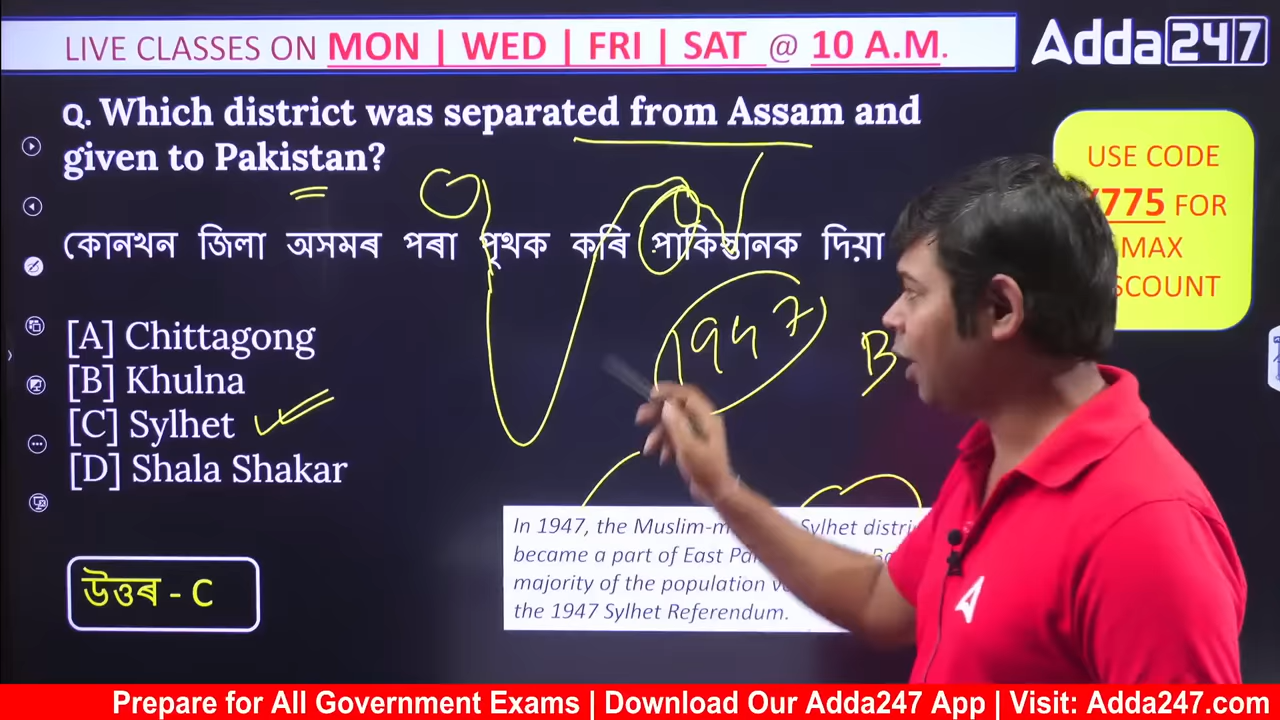 LIVE CLASSES ON MON | WED | FRI | SAT @ 10 A.M.
Adda247
Q. Which district was separated from Assam and
given to Pakistan?
কোনখন জিলা অসমৰ পৰা পৃথক কৰি পাকিস্তানক দিয়া
[A] Chittagong
[B] Khulna
[C] Sylhet
[D] Shala Shakar
উত্তৰ - C
1947
B
USE CODE
775 FOR
MAX
In 1947, the Sylhet
became a part of East
majority of the population
the 1947 Sylhet Referendum.
Prepare for All Government Exams | Download Our Adda247 App | Visit: Adda247.com